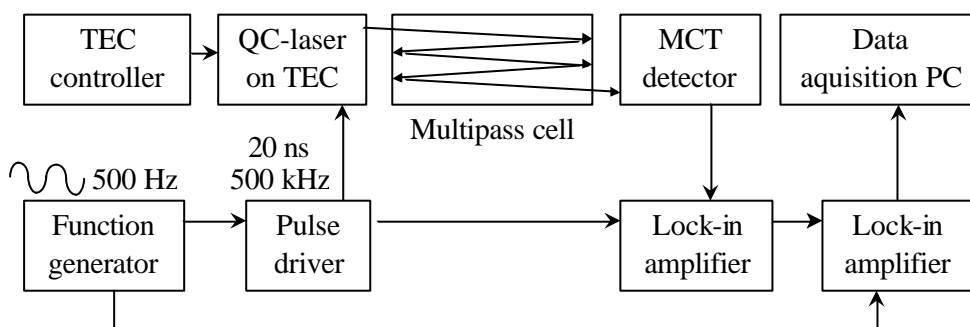 TEC
controller
QC-laser
on TEC
MCT
detector
Data
aquisition PC
Multipass cell
20 ns
500 kHz
500 Hz
Function
generator
Pulse
driver
Lock-in
amplifier
Lock-in
amplifier